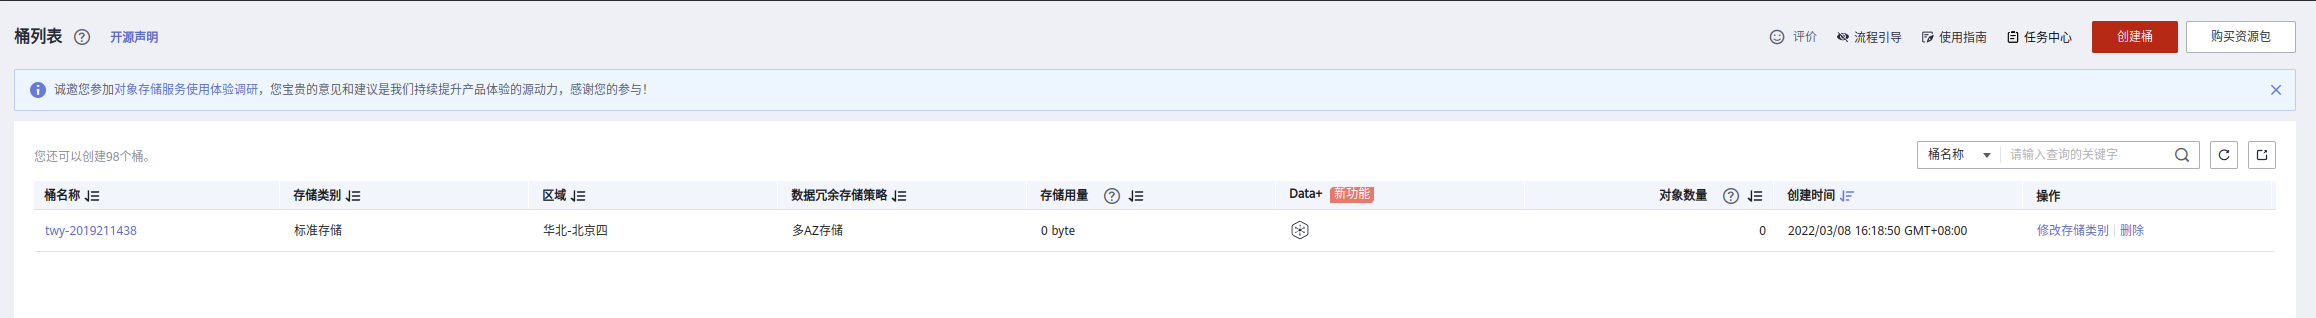 桶列表 开源声明 评价 流程引导 使用指南 任务中心 创建桶 购买资源包
诚邀您参加对象存储服务使用体验调研，您宝贵的意见和建议是我们持续提升产品体验的源动力，感谢您的参与！
您还可以创建98个桶。 桶名称 请输入查询的关键字
桶名称 存储类别 区域 数据冗余存储策略 存储用量 Data+ 新功能 对象数量 创建时间 操作
twy-2019211438 标准存储 华北-北京四 多AZ存储 0 byte 0 2022/03/08 16:18:50 GMT+08:00 修改存储类别 删除